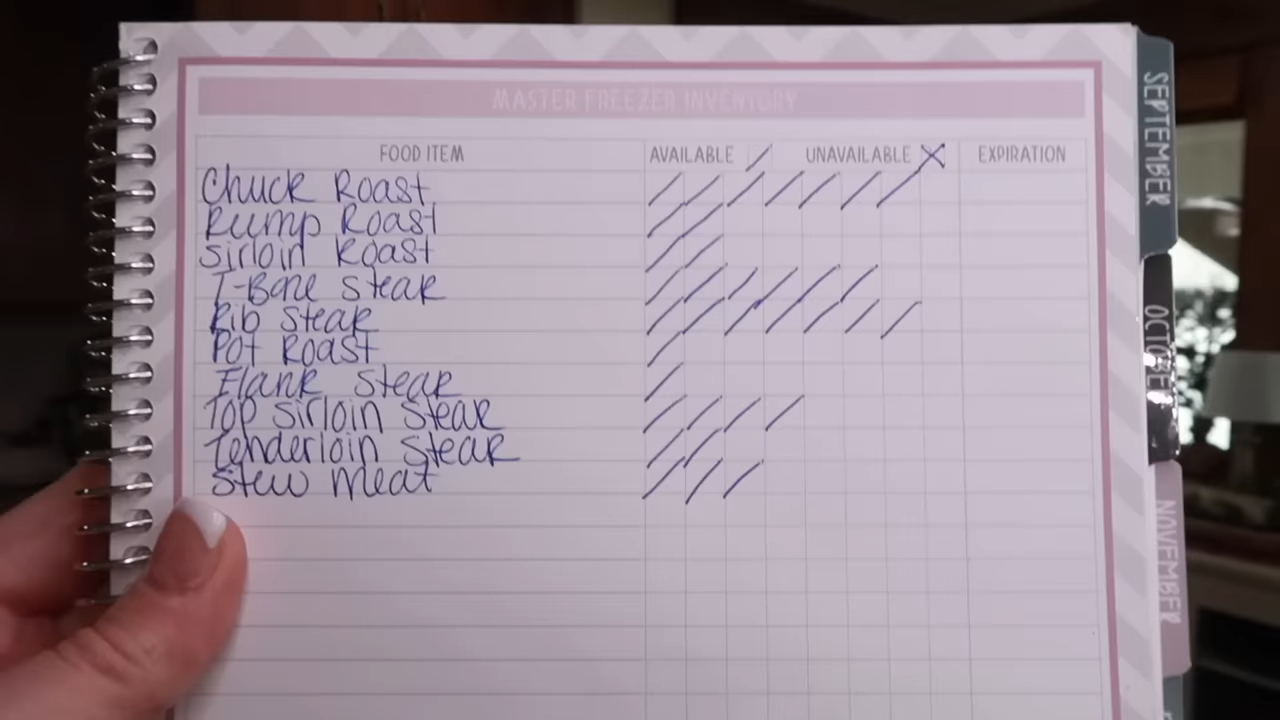 MASTER FREEZER INVENTORY
FOOD ITEM AVAILABLE / UNAVAILABLE X EXPIRATION
Chuck Roast / / / / / / /
Rump Roast / /
Sirloin Roast / /
T-Bone Steak / / / / / /
Rib Steak / / / / / / /
Pot Roast /
Flank Steak /
Top Sirloin Steak / / / /
Tenderloin Steak / /
Stew Meat / / /
SEPTEMBER
OCTOBER
NOVEMBER